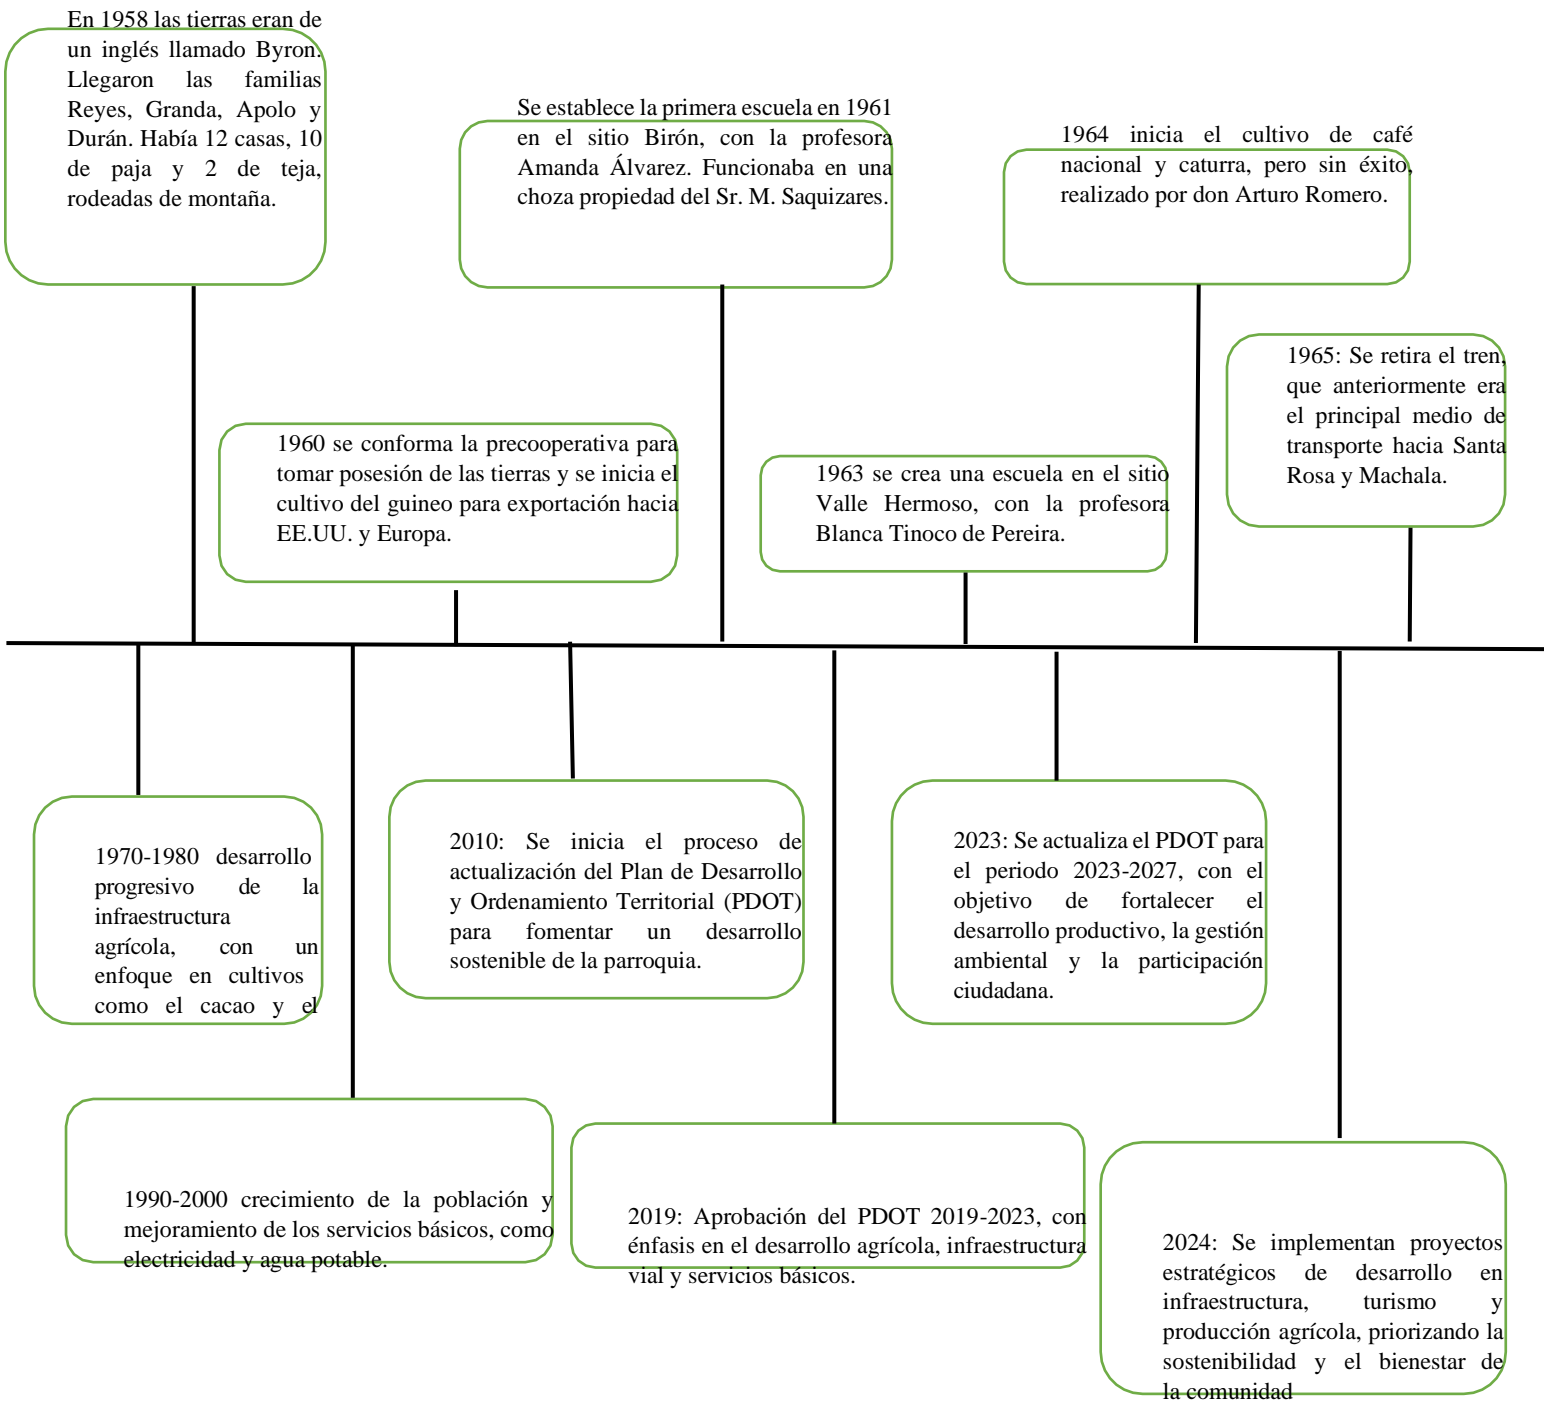 En 1958 las tierras eran de
un inglés llamado Byron.
Llegaron las familias
Reyes, Granda, Apolo y
Durán. Había 12 casas, 10
de paja y 2 de teja,
rodeadas de montaña.
Se establece la primera escuela en 1961
en el sitio Birón, con la profesora
Amanda Álvarez. Funcionaba en una
choza propiedad del Sr. M. Saquizares.
1964 inicia el cultivo de café
nacional y caturra, pero sin éxito,
realizado por don Arturo Romero.
1965: Se retira el tren,
que anteriormente era
el principal medio de
transporte hacia Santa
Rosa y Machala.
1960 se conforma la precooperativa para
tomar posesión de las tierras y se inicia el
cultivo del guineo para exportación hacia
EE.UU. y Europa.
1963 se crea una escuela en el sitio
Valle Hermoso, con la profesora
Blanca Tinoco de Pereira.
1970-1980 desarrollo
progresivo de la
infraestructura
agrícola, con un
enfoque en cultivos
como el cacao y el
2010: Se inicia el proceso de
actualización del Plan de Desarrollo
y Ordenamiento Territorial (PDOT)
para fomentar un desarrollo
sostenible de la parroquia.
2023: Se actualiza el PDOT para
el periodo 2023-2027, con el
objetivo de fortalecer el
desarrollo productivo, la gestión
ambiental y la participación
ciudadana.
1990-2000 crecimiento de la población y
mejoramiento de los servicios básicos, como
electricidad y agua potable.
2019: Aprobación del PDOT 2019-2023, con
énfasis en el desarrollo agrícola, infraestructura
vial y servicios básicos.
2024: Se implementan proyectos
estratégicos de desarrollo en
infraestructura, turismo y
producción agrícola, priorizando la
sostenibilidad y el bienestar de
la comunidad